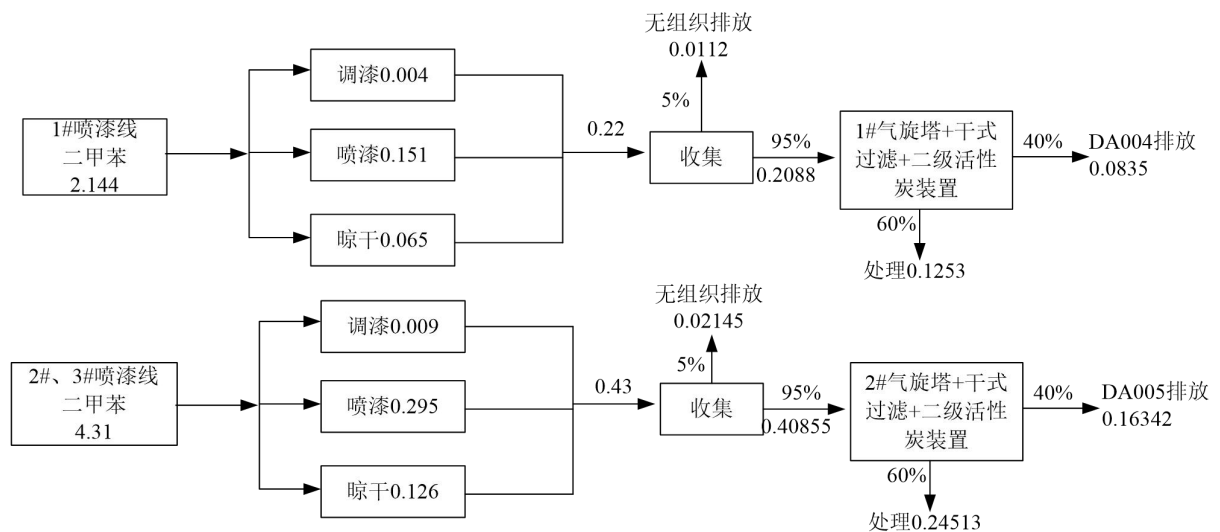 无组织排放
0.0112
调漆0.004
5%
1#喷漆线
二甲苯
2.144
喷漆0.151
0.22
收集
95%
0.2088
1#气旋塔+干式
过滤+二级活性
炭装置
40%
DA004排放
0.0835
晾干0.065
60%
处理0.1253
无组织排放
0.02145
调漆0.009
5%
2#、3#喷漆线
二甲苯
4.31
喷漆0.295
0.43
收集
95%
0.40855
2#气旋塔+干式
过滤+二级活性
炭装置
40%
DA005排放
0.16342
晾干0.126
60%
处理0.24513